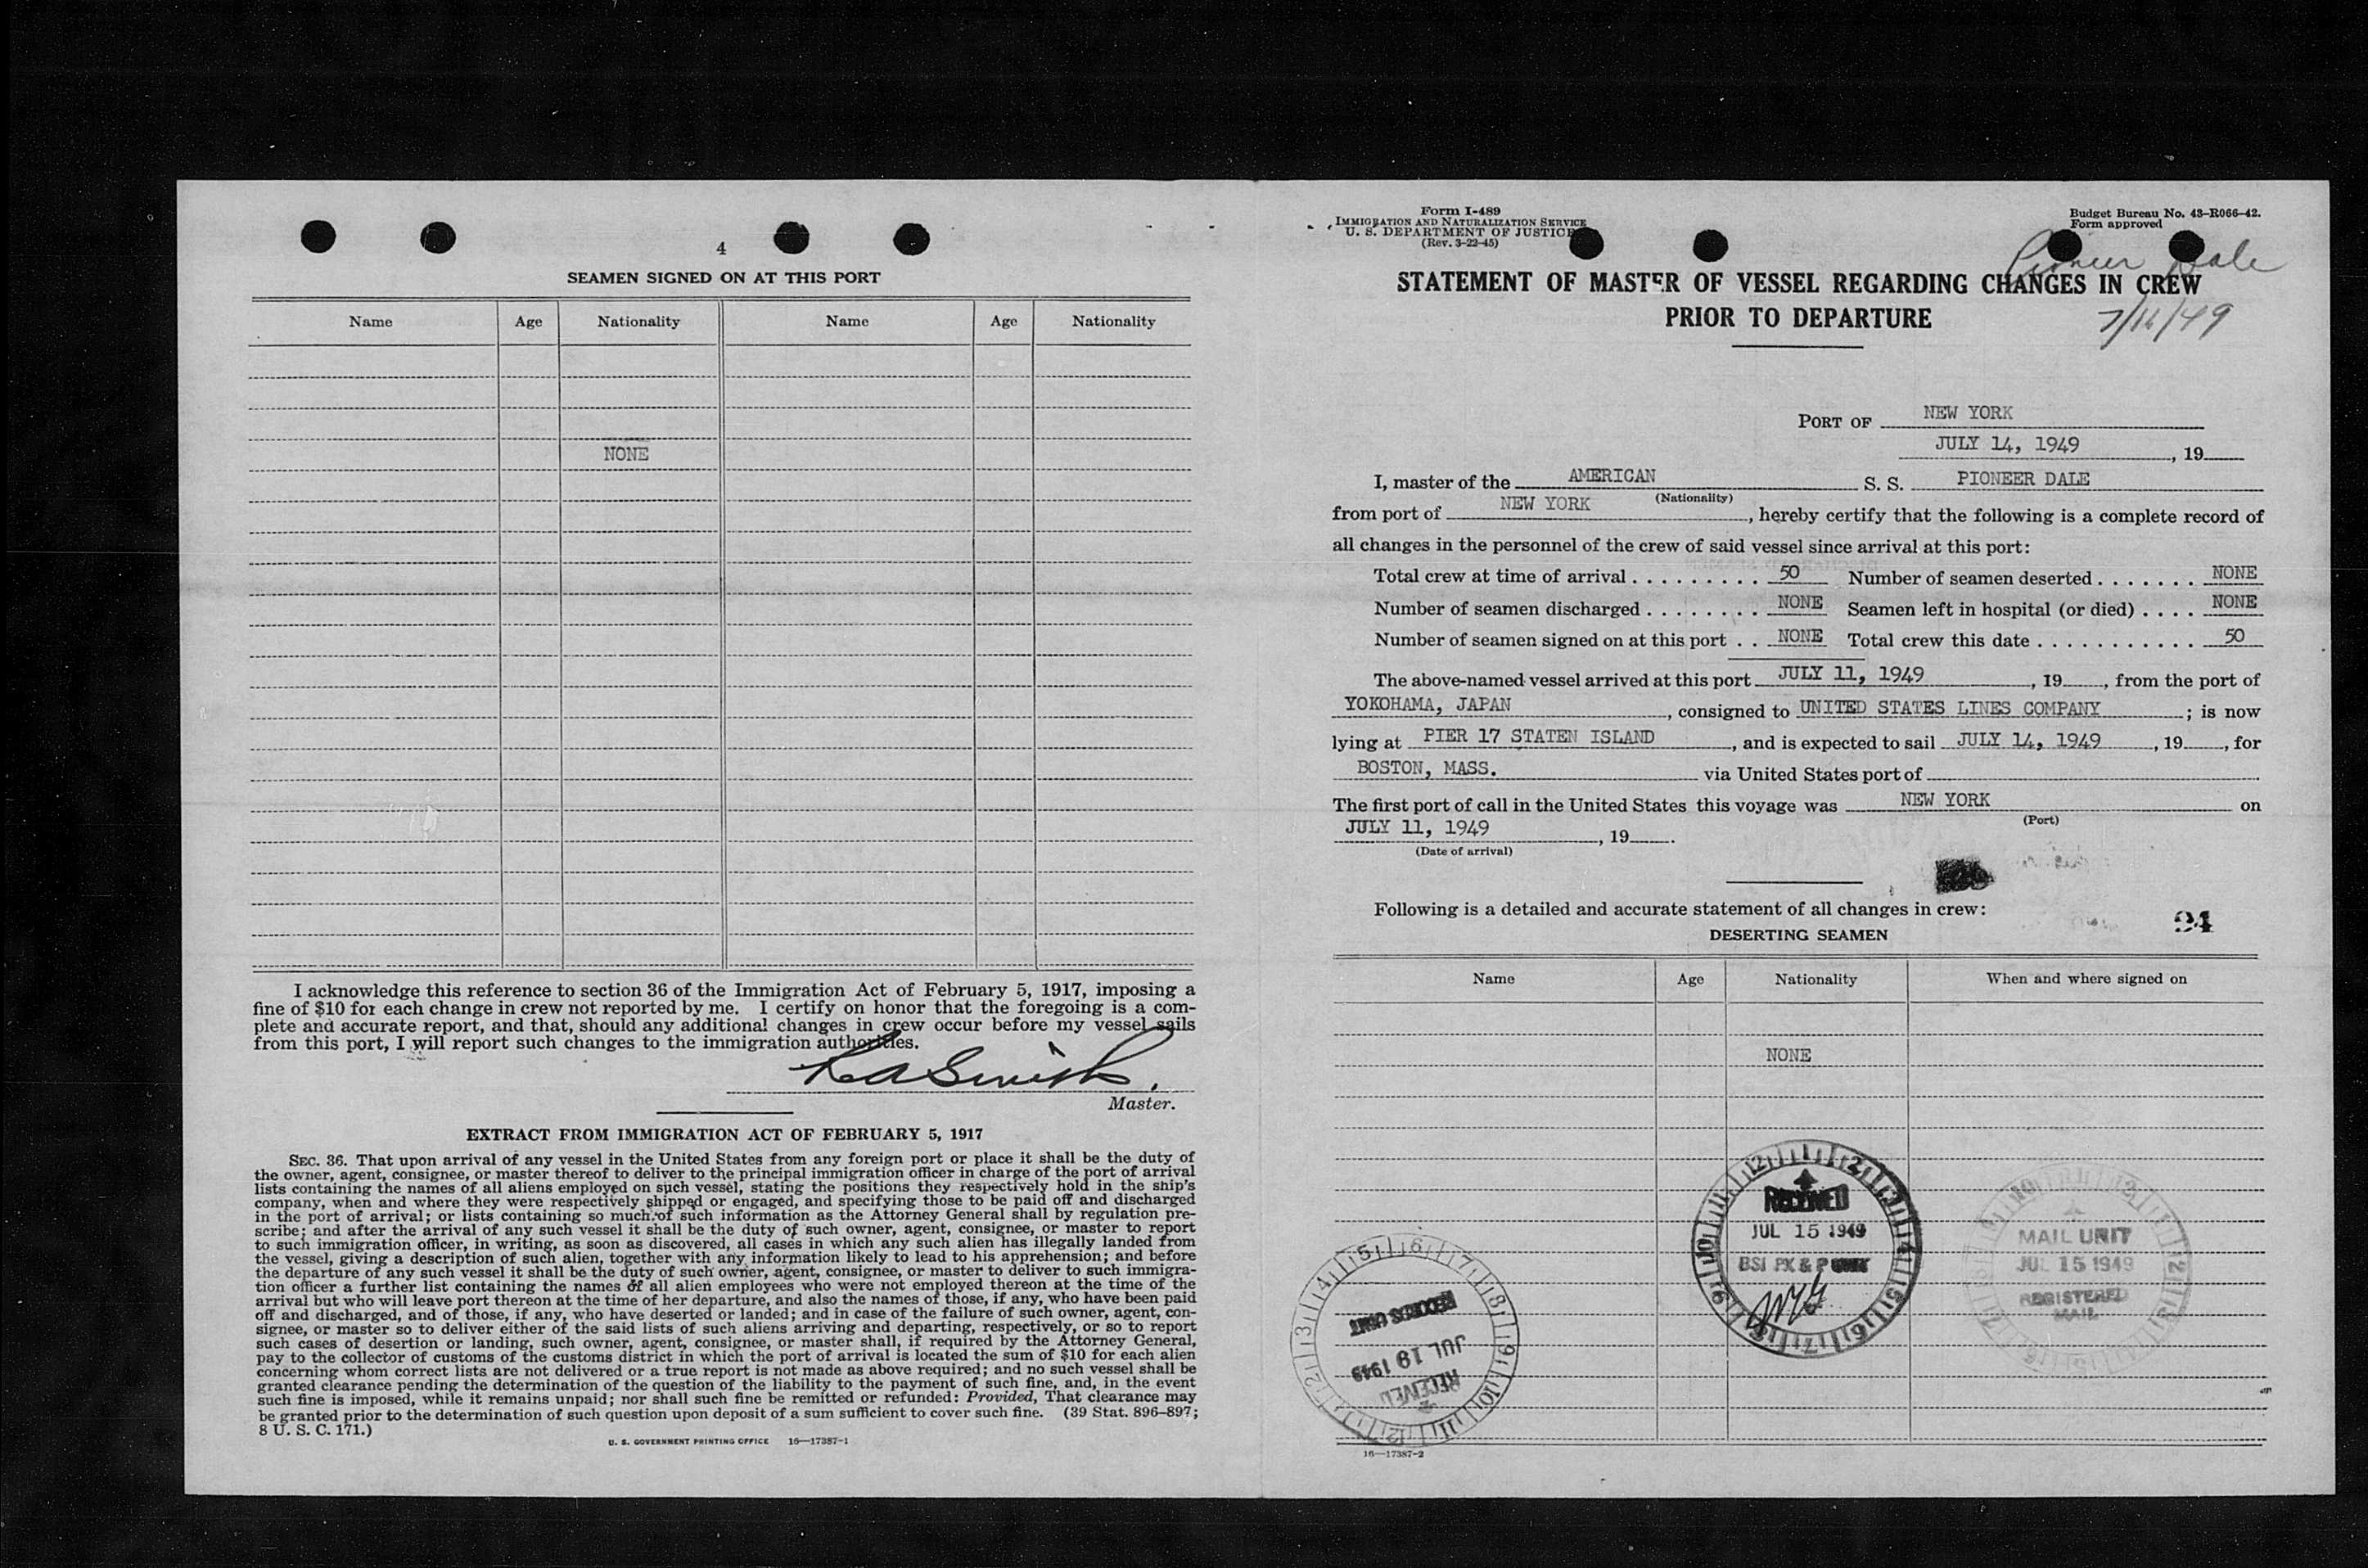 4
SEAMEN SIGNED ON AT THIS PORT
Name Age Nationality Name Age Nationality
NONE
I acknowledge this reference to section 36 of the Immigration Act of February 5, 1917, imposing a
fine of $10 for each change in crew not reported by me. I certify on honor that the foregoing is a com-
plete and accurate report, and that, should any additional changes in crew occur before my vessel sails
from this port, I will report such changes to the immigration authorities.
Master.
EXTRACT FROM IMMIGRATION ACT OF FEBRUARY 5, 1917
SEC. 36. That upon arrival of any vessel in the United States from any foreign port or place it shall be the duty of
the owner, agent, consignee, or master thereof to deliver to the principal immigration officer in charge of the port of arrival
lists containing the names of all aliens employed on such vessel, stating the positions they respectively hold in the ship's
company, when and where they were respectively shipped or engaged, and specifying those to be paid off and discharged
in the port of arrival; or lists containing so much of such information as the Attorney General shall by regulation pre-
scribe; and after the arrival of any such vessel it shall be the duty of such owner, agent, consignee, or master to report
to such immigration officer, in writing, as soon as discovered, all cases in which any such alien has illegally landed from
the vessel, giving a description of such alien, together with any information likely to lead to his apprehension; and before
the departure of any such vessel it shall be the duty of such owner, agent, consignee, or master to deliver to such immigra-
tion officer a further list containing the names of all alien employees who were not employed thereon at the time of the
arrival but who will leave port thereon at the time of her departure, and also the names of those, if any, who have been paid
off and discharged, and of those, if any, who have deserted or landed; and in case of the failure of such owner, agent, con-
signee, or master so to deliver either of the said lists of such aliens arriving and departing, respectively, or so to report
such cases of desertion or landing, such owner, agent, consignee, or master shall, if required by the Attorney General,
pay to the collector of customs of the customs district in which the port of arrival is located the sum of $10 for each alien
concerning whom correct lists are not delivered or a true report is not made as above required; and no such vessel shall be
granted clearance pending the determination of the question of the liability to the payment of such fine, and, in the event
such fine is imposed, while it remains unpaid; nor shall such fine be remitted or refunded: Provided, That clearance may
be granted prior to the determination of such question upon deposit of a sum sufficient to cover such fine. (39 Stat. 896–897;
8 U. S. C. 171.)
U. S. GOVERNMENT PRINTING OFFICE 16—17387-1
Form I-489
IMMIGRATION AND NATURALIZATION SERVICE
U. S. DEPARTMENT OF JUSTICE
(Rev. 3-22-45)
Budget Bureau No. 43-R066-42.
Form approved
Pioneer Dale
7/16/49
STATEMENT OF MASTER OF VESSEL REGARDING CHANGES IN CREW
PRIOR TO DEPARTURE
PORT OF NEW YORK
JULY 14, 1949, 19
I, master of the AMERICAN S. S. PIONEER DALE
(Nationality)
from port of NEW YORK, hereby certify that the following is a complete record of
all changes in the personnel of the crew of said vessel since arrival at this port:
Total crew at time of arrival . . . . . . . . . 50 Number of seamen deserted . . . . . . . NONE
Number of seamen discharged . . . . . . . . NONE Seamen left in hospital (or died) . . . . NONE
Number of seamen signed on at this port . . NONE Total crew this date . . . . . . . . . . . 50
The above-named vessel arrived at this port JULY 11, 1949, 19, from the port of
YOKOHAMA, JAPAN, consigned to UNITED STATES LINES COMPANY; is now
lying at PIER 17 STATEN ISLAND, and is expected to sail JULY 14, 1949, 19, for
BOSTON, MASS. via United States port of
The first port of call in the United States this voyage was NEW YORK on
(Port)
JULY 11, 1949, 19.
(Date of arrival)
Following is a detailed and accurate statement of all changes in crew:
94
DESERTING SEAMEN
Name Age Nationality When and where signed on
NONE
RECEIVED
JUL 15 1949
BSI PX & P
MAIL UNIT
JUL 15 1949
REGISTERED
MAIL
RECORDS UNIT
JUL 19 1949
RECEIVED
16—17387-2